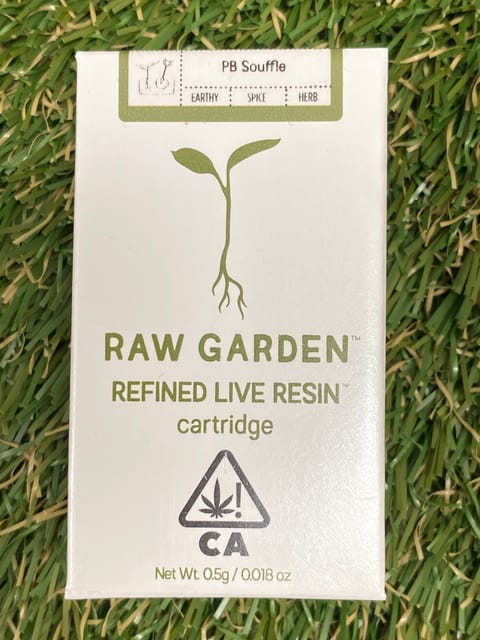 PB Souffle
EARTHY SPICE HERB
RAW GARDEN™
REFINED LIVE RESIN™
cartridge
CA
Net Wt. 0.5g / 0.018 oz